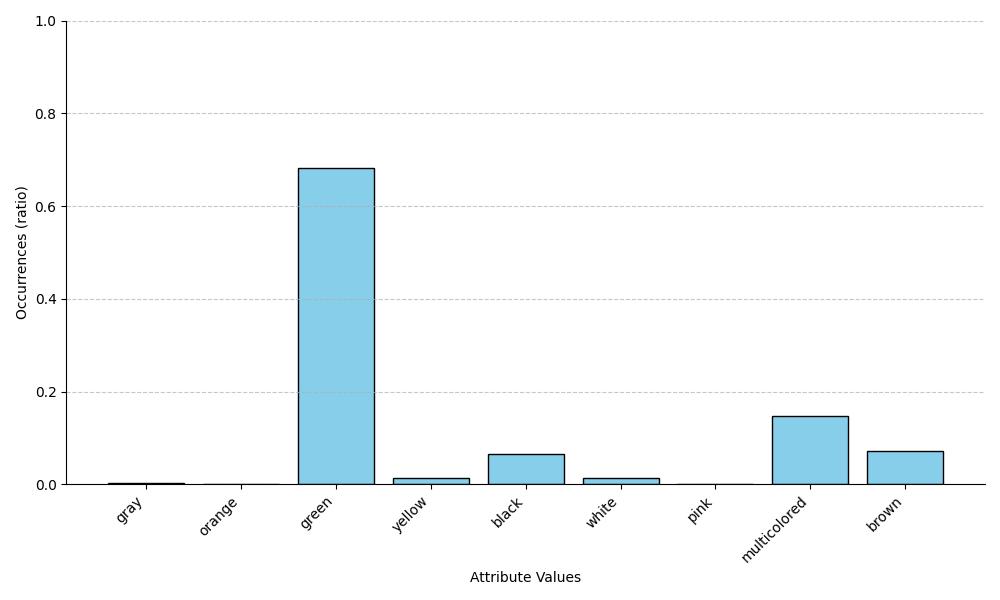 1.0
0.8
0.6
0.4
0.2
0.0
Occurrences (ratio)
gray
orange
green
yellow
black
white
pink
multicolored
brown
Attribute Values